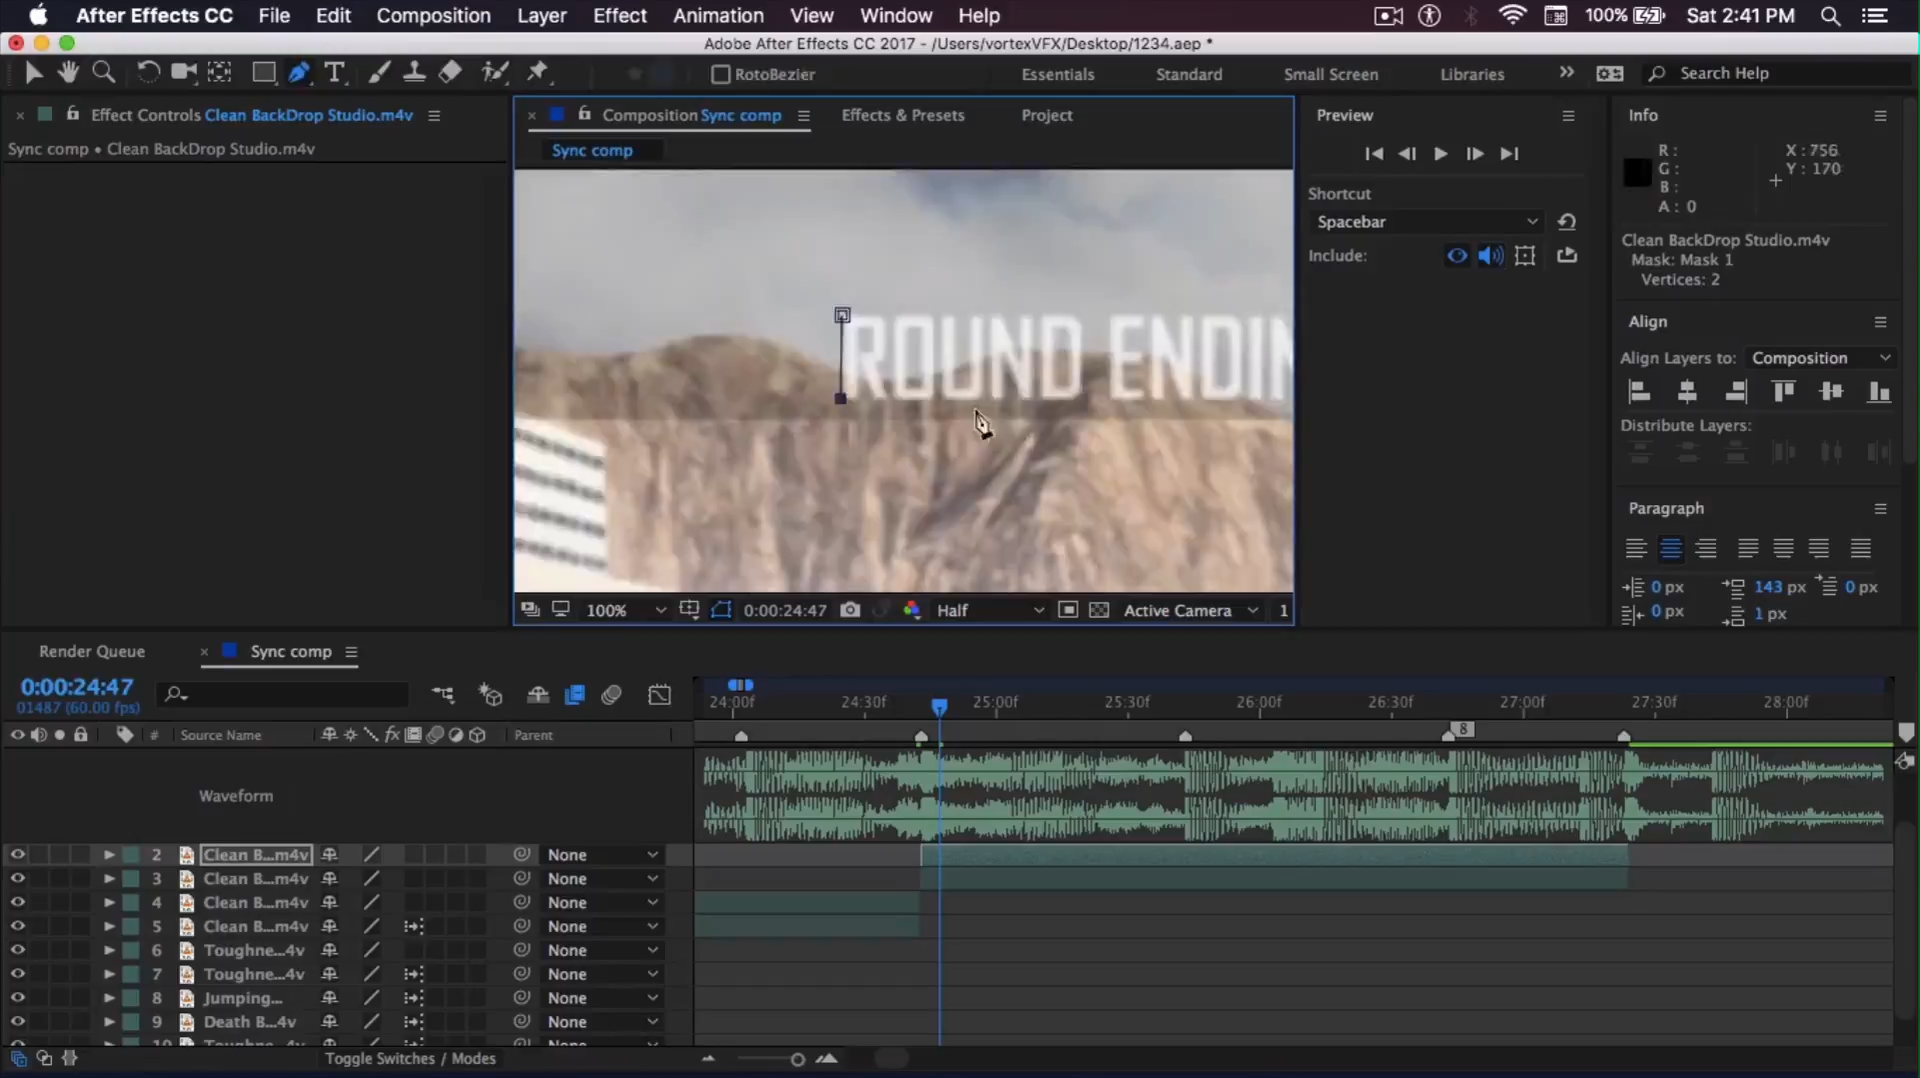 After Effects CC File Edit Composition Layer Effect Animation View Window Help 100% Sat 2:41 PM
Adobe After Effects CC 2017 - /Users/vortexVFX/Desktop/1234.aep *
RotoBezier Essentials Standard Small Screen Libraries Search Help
Effect Controls Clean BackDrop Studio.m4v
Sync comp • Clean BackDrop Studio.m4v
Composition Sync comp Effects & Presets Project
Sync comp
ROUND ENDIN
100% 0:00:24:47 Half Active Camera 1
Preview
Shortcut
Spacebar
Include:
Info
R : X : 756
G : Y : 170
B :
A : 0
Clean BackDrop Studio.m4v
Mask: Mask 1
Vertices: 2
Align
Align Layers to: Composition
Distribute Layers:
Paragraph
0 px 143 px 0 px
0 px 1 px
Render Queue Sync comp
0:00:24:47
01487 (60.00 fps)
24:00f 24:30f 25:00f 25:30f 26:00f 26:30f 27:00f 27:30f 28:00f
# Source Name fx Parent
8
Waveform
2 Clean B...m4v None
3 Clean B...m4v None
4 Clean B...m4v None
5 Clean B...m4v None
6 Toughne...4v None
7 Toughne...4v None
8 Jumping... None
9 Death B...4v None
Toggle Switches / Modes